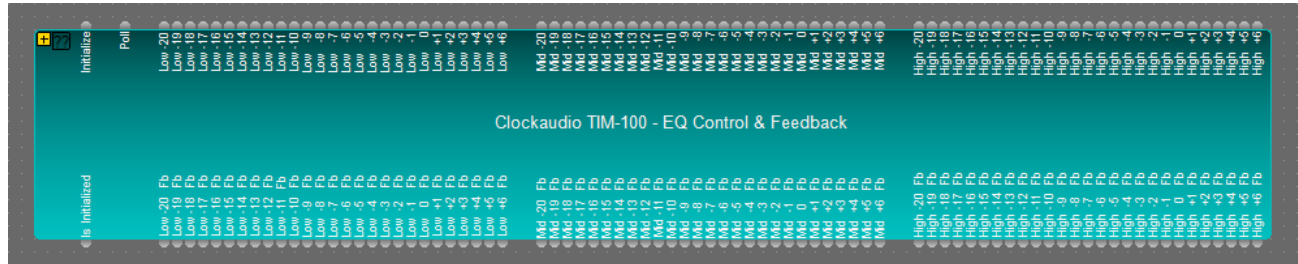 + ??
Initialize
Poll
Low -20
Low -19
Low -18
Low -17
Low -16
Low -15
Low -14
Low -13
Low -12
Low -11
Low -10
Low -9
Low -8
Low -7
Low -6
Low -5
Low -4
Low -3
Low -2
Low -1
Low 0
Low +1
Low +2
Low +3
Low +4
Low +5
Low +6
Mid -20
Mid -19
Mid -18
Mid -17
Mid -16
Mid -15
Mid -14
Mid -13
Mid -12
Mid -11
Mid -10
Mid -9
Mid -8
Mid -7
Mid -6
Mid -5
Mid -4
Mid -3
Mid -2
Mid -1
Mid 0
Mid +1
Mid +2
Mid +3
Mid +4
Mid +5
Mid +6
High -20
High -19
High -18
High -17
High -16
High -15
High -14
High -13
High -12
High -11
High -10
High -9
High -8
High -7
High -6
High -5
High -4
High -3
High -2
High -1
High 0
High +1
High +2
High +3
High +4
High +5
High +6
Clockaudio TIM-100 - EQ Control & Feedback
Is Initialized
Low -20 Fb
Low -19 Fb
Low -18 Fb
Low -17 Fb
Low -16 Fb
Low -15 Fb
Low -14 Fb
Low -13 Fb
Low -12 Fb
Low -11 Fb
Low -10 Fb
Low -9 Fb
Low -8 Fb
Low -7 Fb
Low -6 Fb
Low -5 Fb
Low -4 Fb
Low -3 Fb
Low -2 Fb
Low -1 Fb
Low 0 Fb
Low +1 Fb
Low +2 Fb
Low +3 Fb
Low +4 Fb
Low +5 Fb
Low +6 Fb
Mid -20 Fb
Mid -19 Fb
Mid -18 Fb
Mid -17 Fb
Mid -16 Fb
Mid -15 Fb
Mid -14 Fb
Mid -13 Fb
Mid -12 Fb
Mid -11 Fb
Mid -10 Fb
Mid -9 Fb
Mid -8 Fb
Mid -7 Fb
Mid -6 Fb
Mid -5 Fb
Mid -4 Fb
Mid -3 Fb
Mid -2 Fb
Mid -1 Fb
Mid 0 Fb
Mid +1 Fb
Mid +2 Fb
Mid +3 Fb
Mid +4 Fb
Mid +5 Fb
Mid +6 Fb
High -20 Fb
High -19 Fb
High -18 Fb
High -17 Fb
High -16 Fb
High -15 Fb
High -14 Fb
High -13 Fb
High -12 Fb
High -11 Fb
High -10 Fb
High -9 Fb
High -8 Fb
High -7 Fb
High -6 Fb
High -5 Fb
High -4 Fb
High -3 Fb
High -2 Fb
High -1 Fb
High 0 Fb
High +1 Fb
High +2 Fb
High +3 Fb
High +4 Fb
High +5 Fb
High +6 Fb